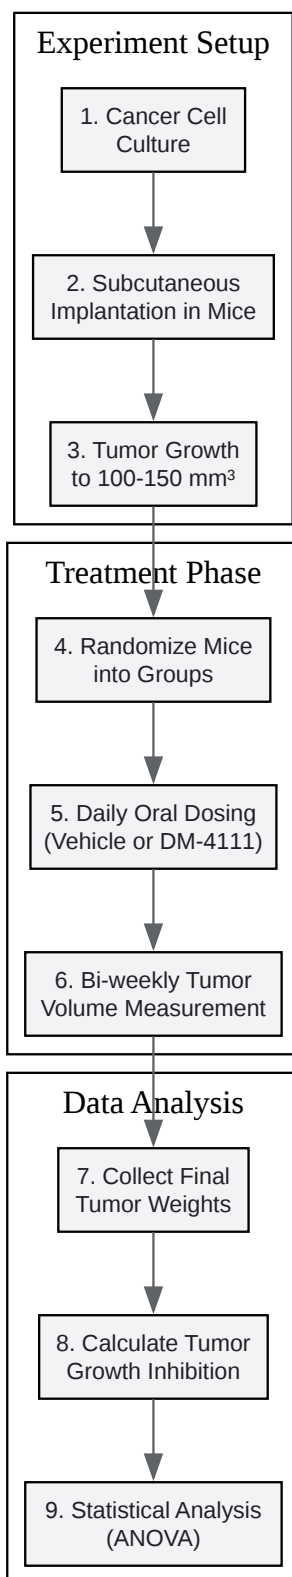 Experiment Setup
1. Cancer Cell
Culture
2. Subcutaneous
Implantation in Mice
3. Tumor Growth
to 100-150 mm³
Treatment Phase
4. Randomize Mice
into Groups
5. Daily Oral Dosing
(Vehicle or DM-4111)
6. Bi-weekly Tumor
Volume Measurement
Data Analysis
7. Collect Final
Tumor Weights
8. Calculate Tumor
Growth Inhibition
9. Statistical Analysis
(ANOVA)